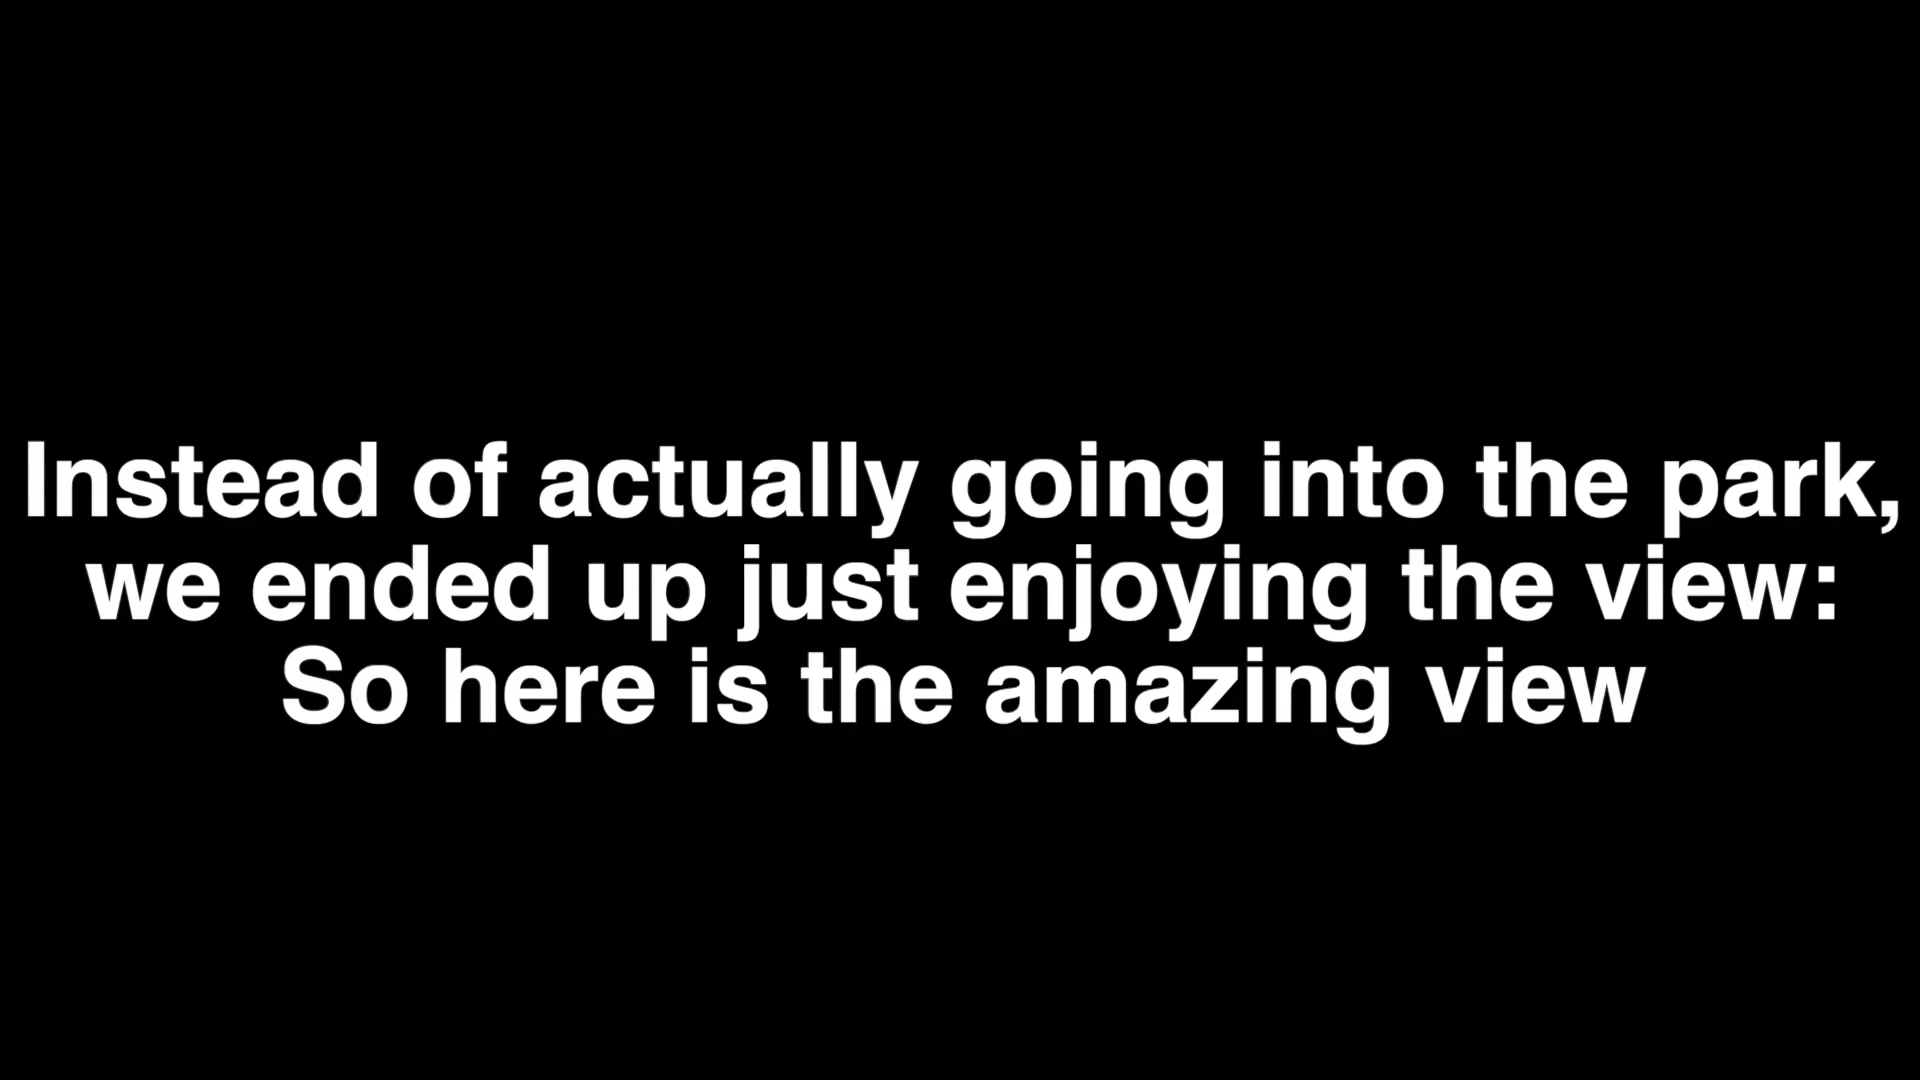 Instead of actually going into the park,
we ended up just enjoying the view:
So here is the amazing view